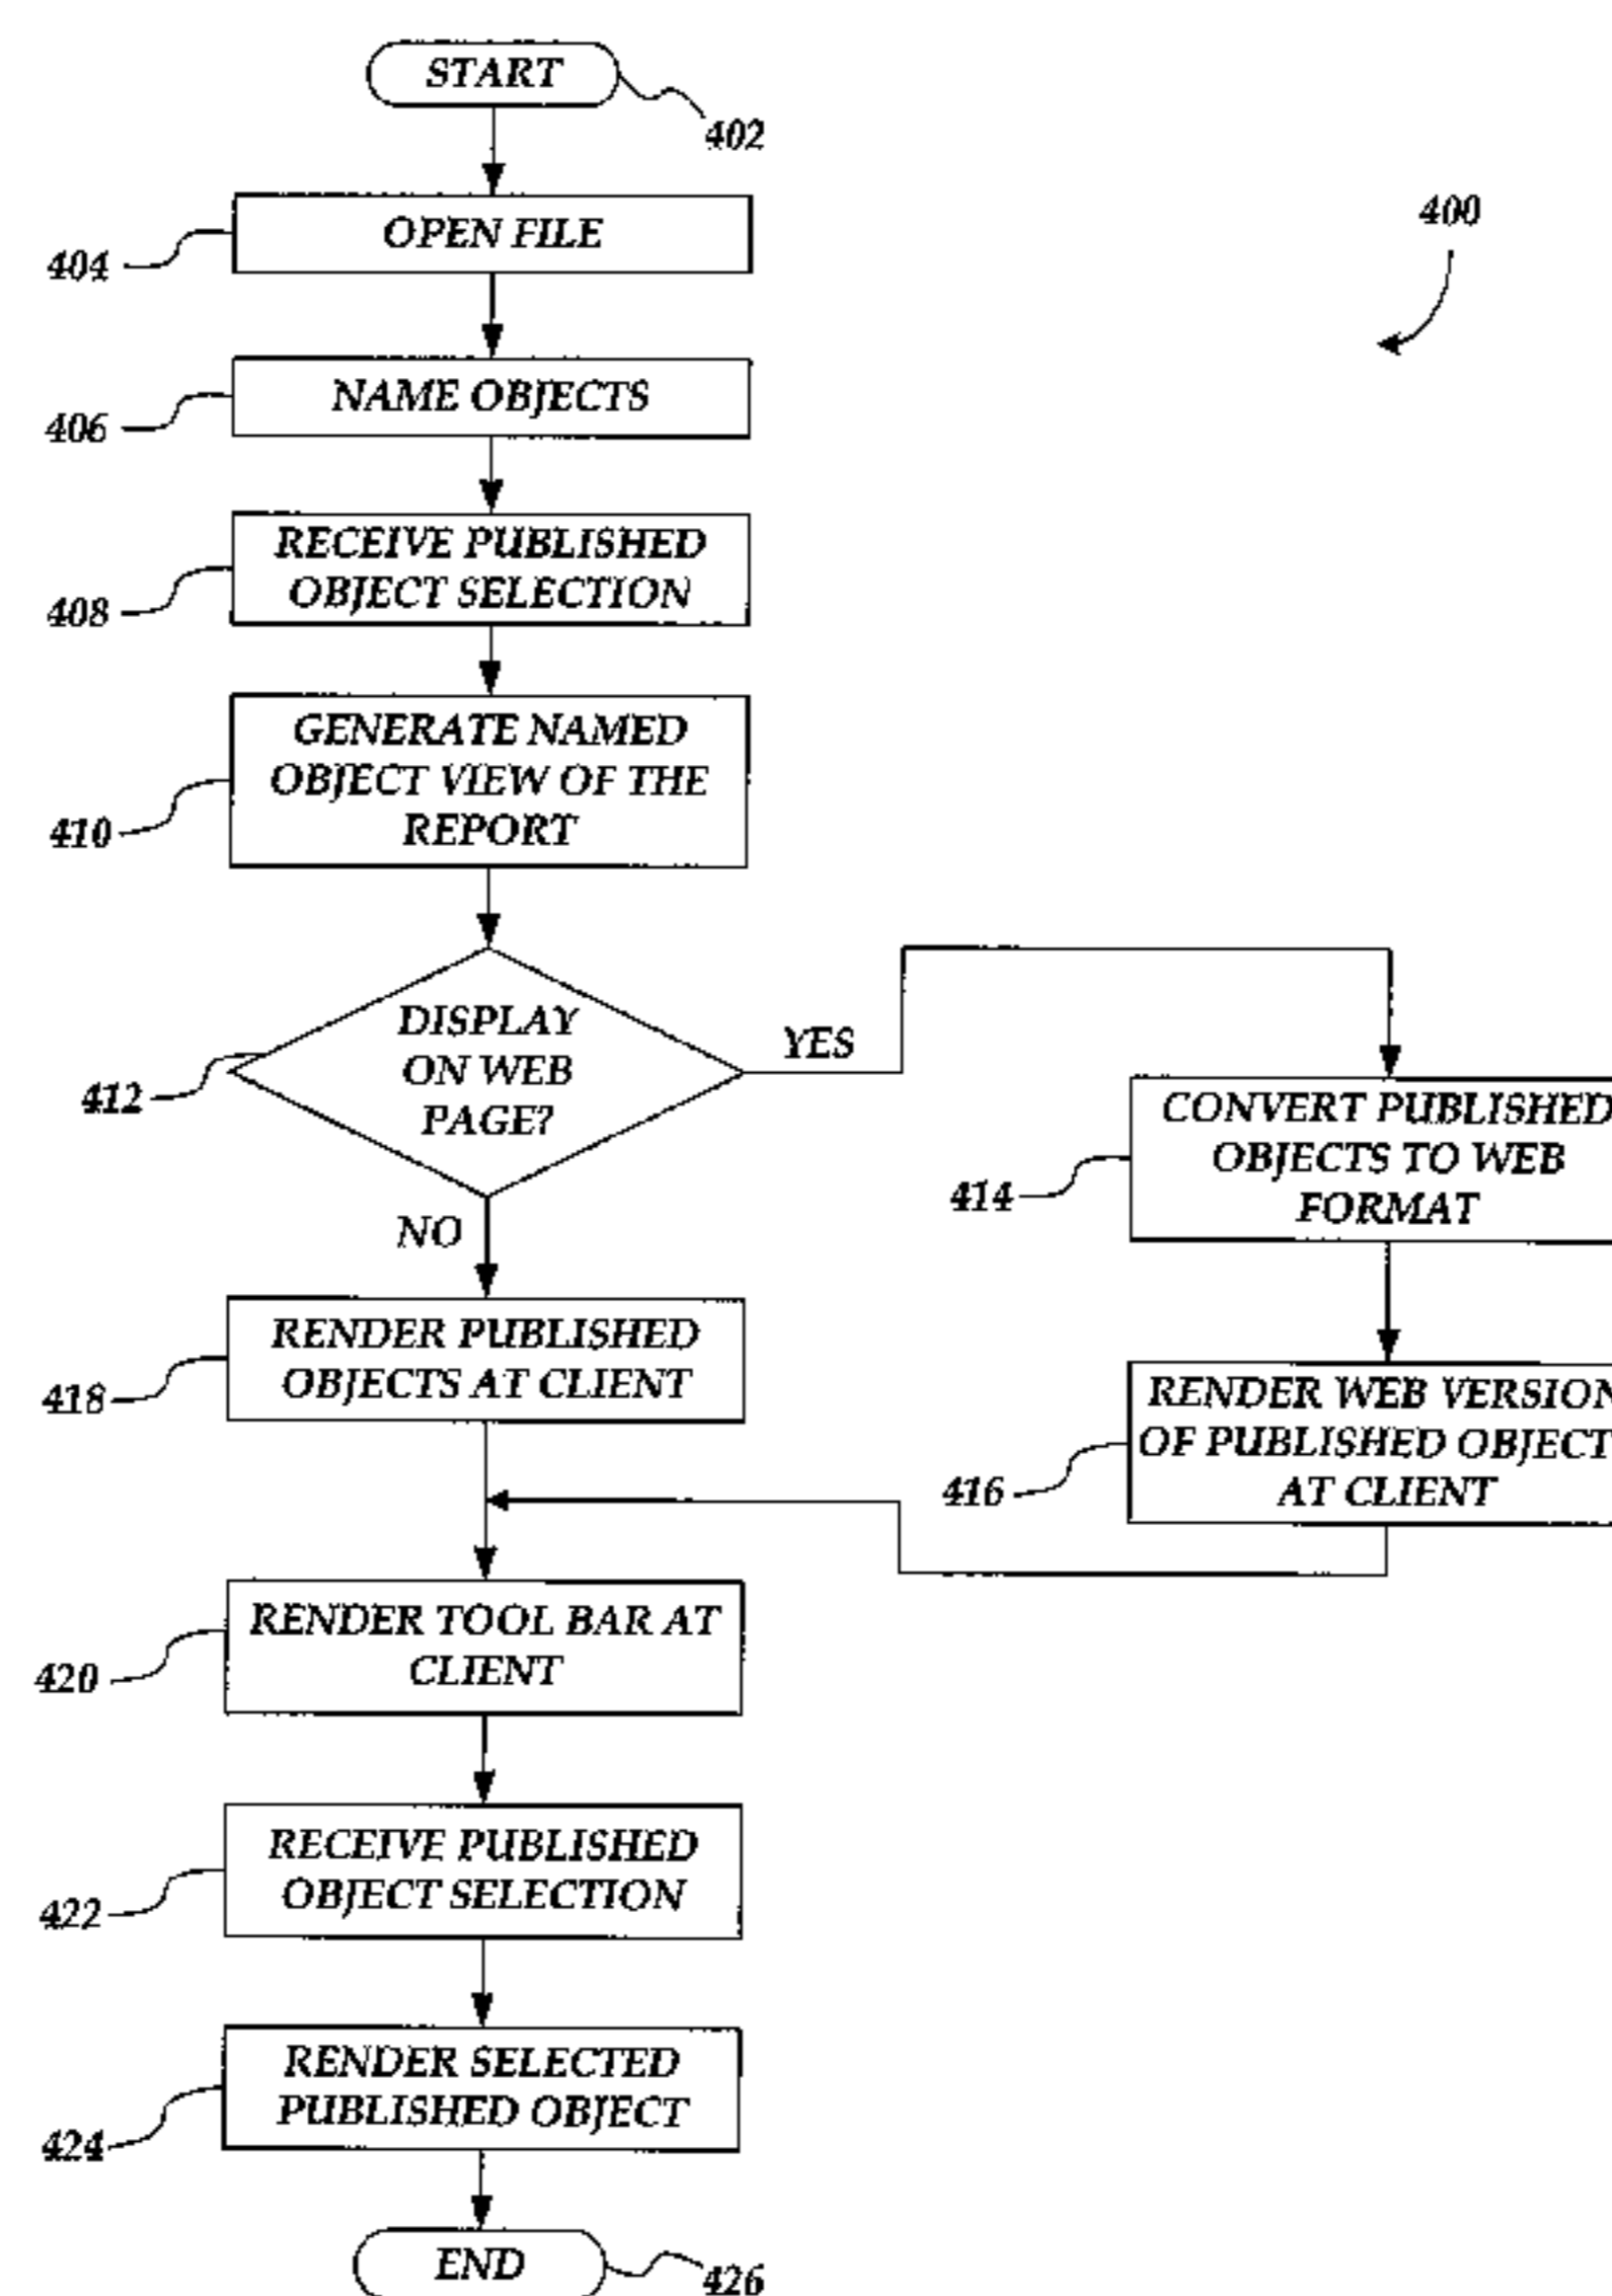 START
402
400
OPEN FILE
404
NAME OBJECTS
406
RECEIVE PUBLISHED
OBJECT SELECTION
408
GENERATE NAMED
OBJECT VIEW OF THE
REPORT
410
DISPLAY
ON WEB
PAGE?
412
YES
NO
CONVERT PUBLISHED
OBJECTS TO WEB
FORMAT
414
RENDER WEB VERSION
OF PUBLISHED OBJECT
AT CLIENT
416
RENDER PUBLISHED
OBJECTS AT CLIENT
418
RENDER TOOL BAR AT
CLIENT
420
RECEIVE PUBLISHED
OBJECT SELECTION
422
RENDER SELECTED
PUBLISHED OBJECT
424
END
426